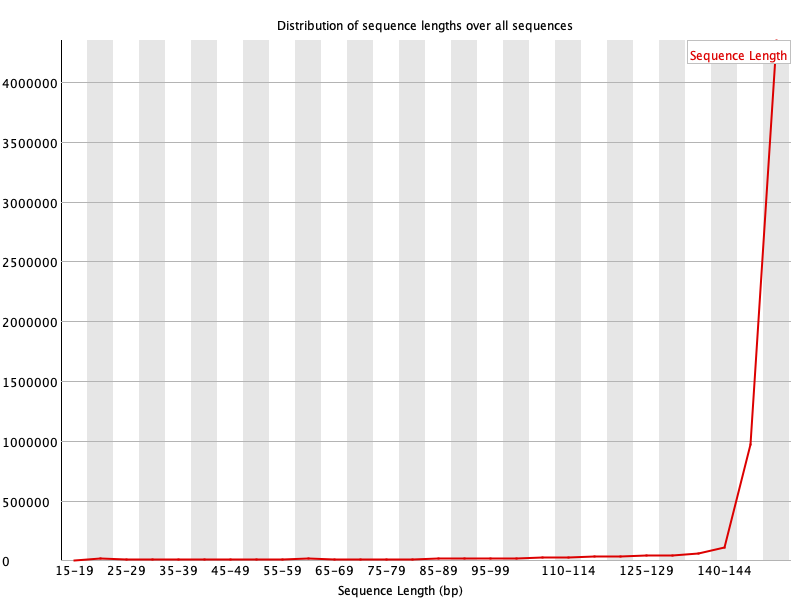 Distribution of sequence lengths over all sequences
Sequence Length
4000000
3500000
3000000
2500000
2000000
1500000
1000000
500000
0
15-19 25-29 35-39 45-49 55-59 65-69 75-79 85-89 95-99 110-114 125-129 140-144
Sequence Length (bp)